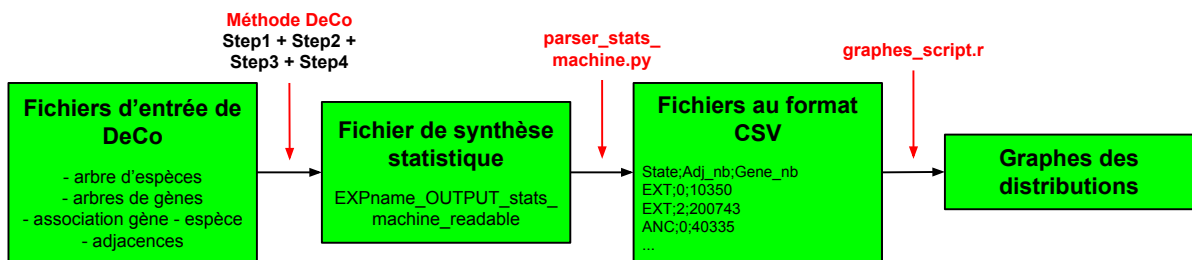 Méthode DeCo
Step1 + Step2 +
Step3 + Step4
parser_stats_
machine.py
graphes_script.r
Fichiers d'entrée de
DeCo
- arbre d'espèces
- arbres de gènes
- association gène - espèce
- adjacences
Fichier de synthèse
statistique
EXPname_OUTPUT_stats_
machine_readable
Fichiers au format
CSV
State;Adj_nb;Gene_nb
EXT;0;10350
EXT;2;200743
ANC;0;40335
...
Graphes des
distributions